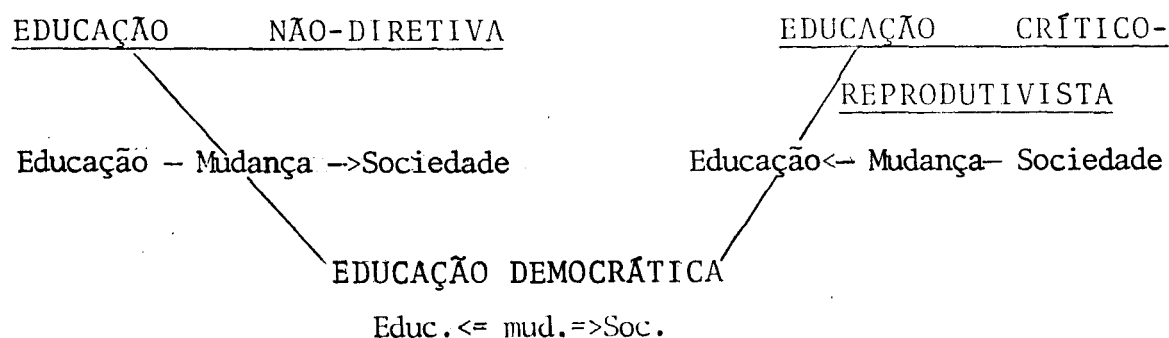 EDUCAÇÃO NÃO-DIRETIVA EDUCAÇÃO CRÍTICO-
REPRODUTIVISTA
Educação – Mudança ->Sociedade Educação<– Mudança– Sociedade
EDUCAÇÃO DEMOCRÁTICA
Educ.<= mud.=>Soc.